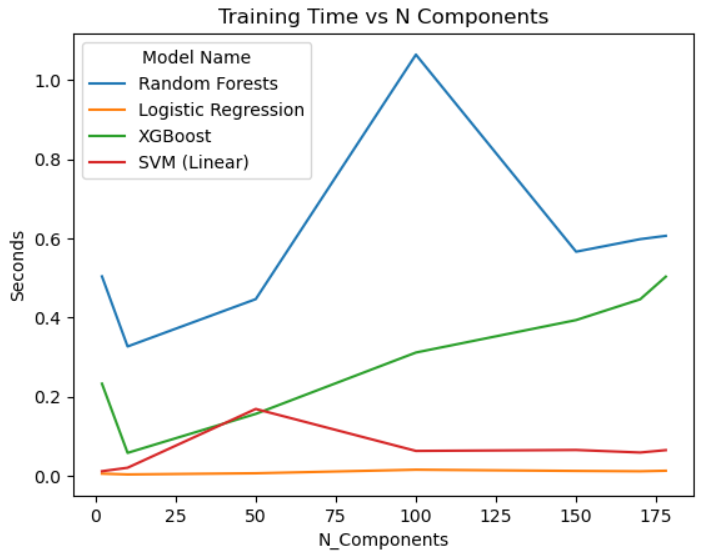 Training Time vs N Components
Model Name
Random Forests
Logistic Regression
XGBoost
SVM (Linear)
Seconds
1.0
0.8
0.6
0.4
0.2
0.0
0 25 50 75 100 125 150 175
N_Components